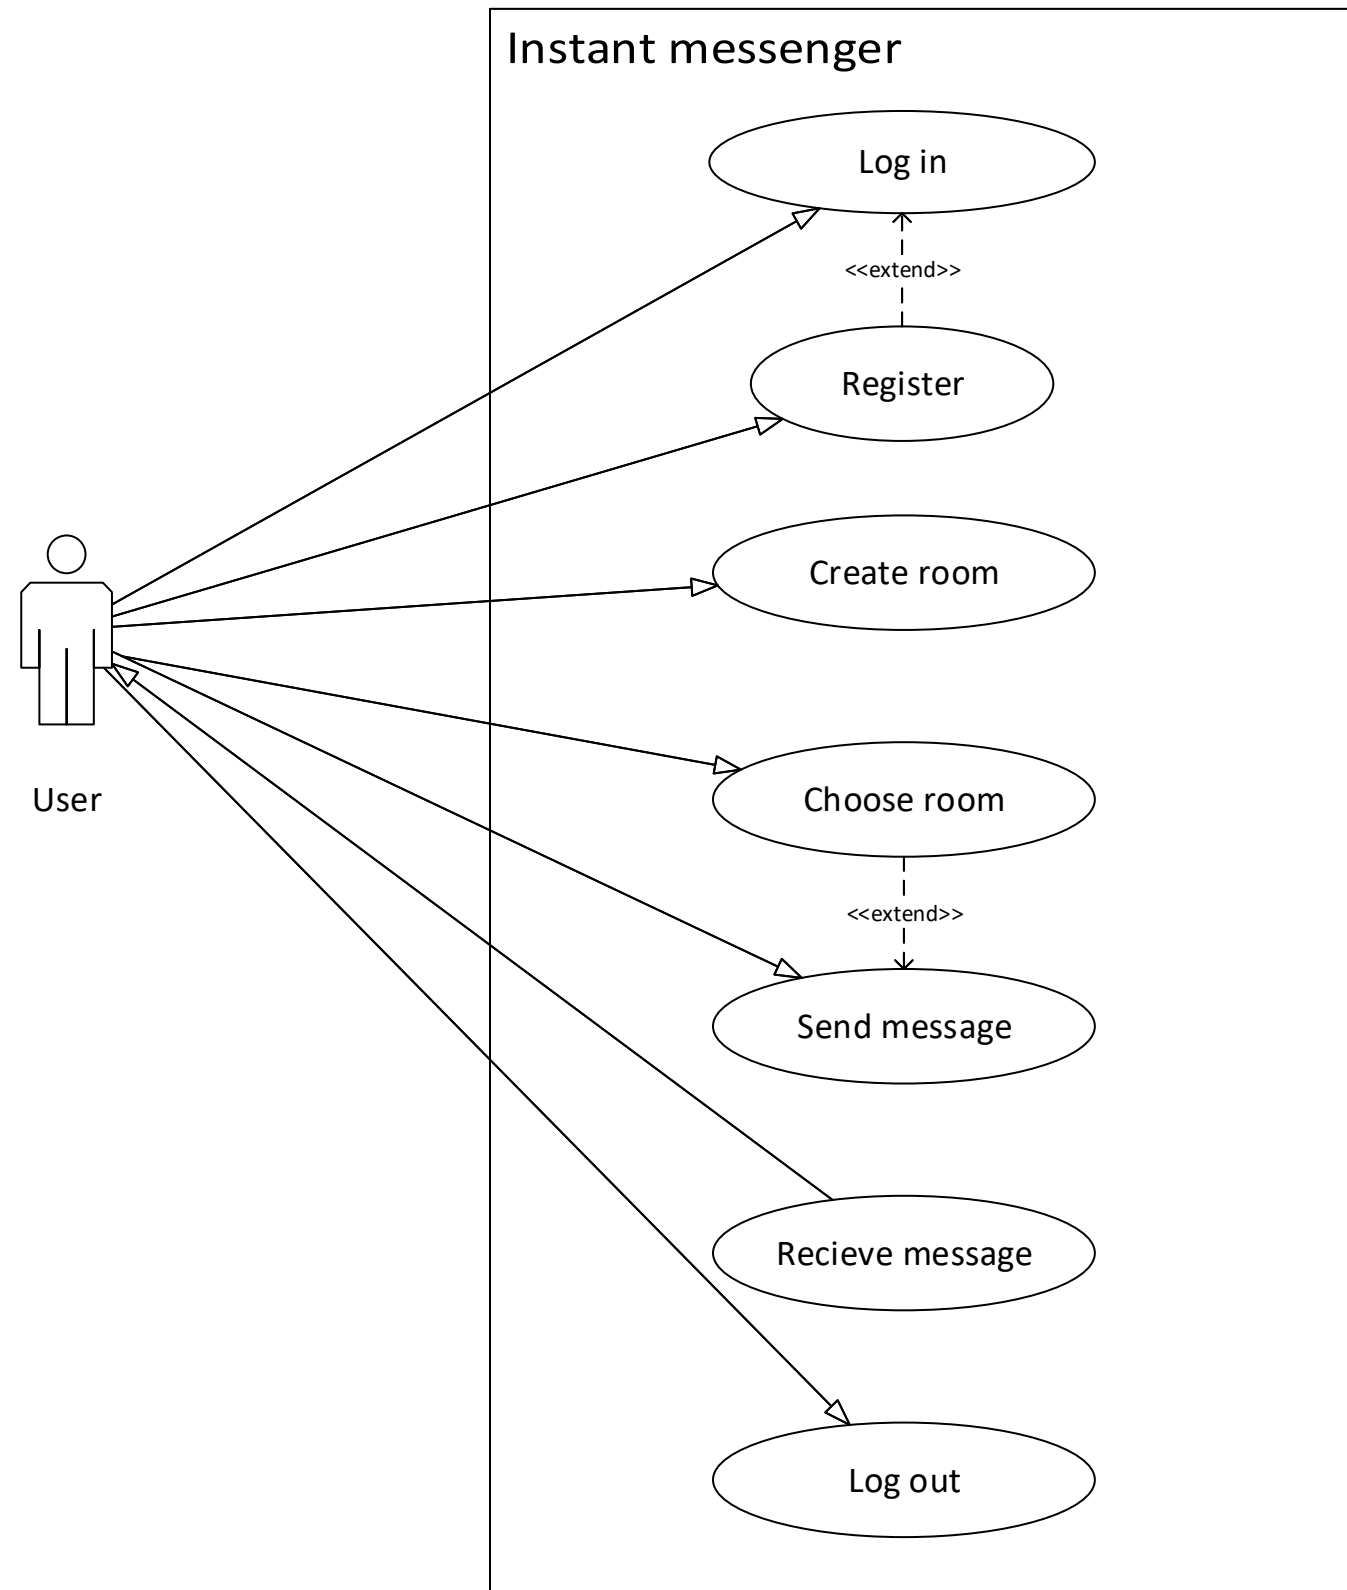 Instant messenger
Log in
<<extend>>
Register
Create room
User
Choose room
<<extend>>
Send message
Recieve message
Log out